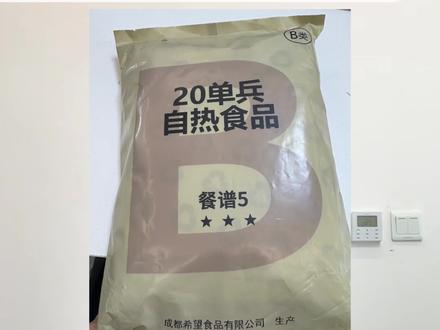 B类
20单兵
自热食品
B
餐谱5
成都希望食品有限公司 生产